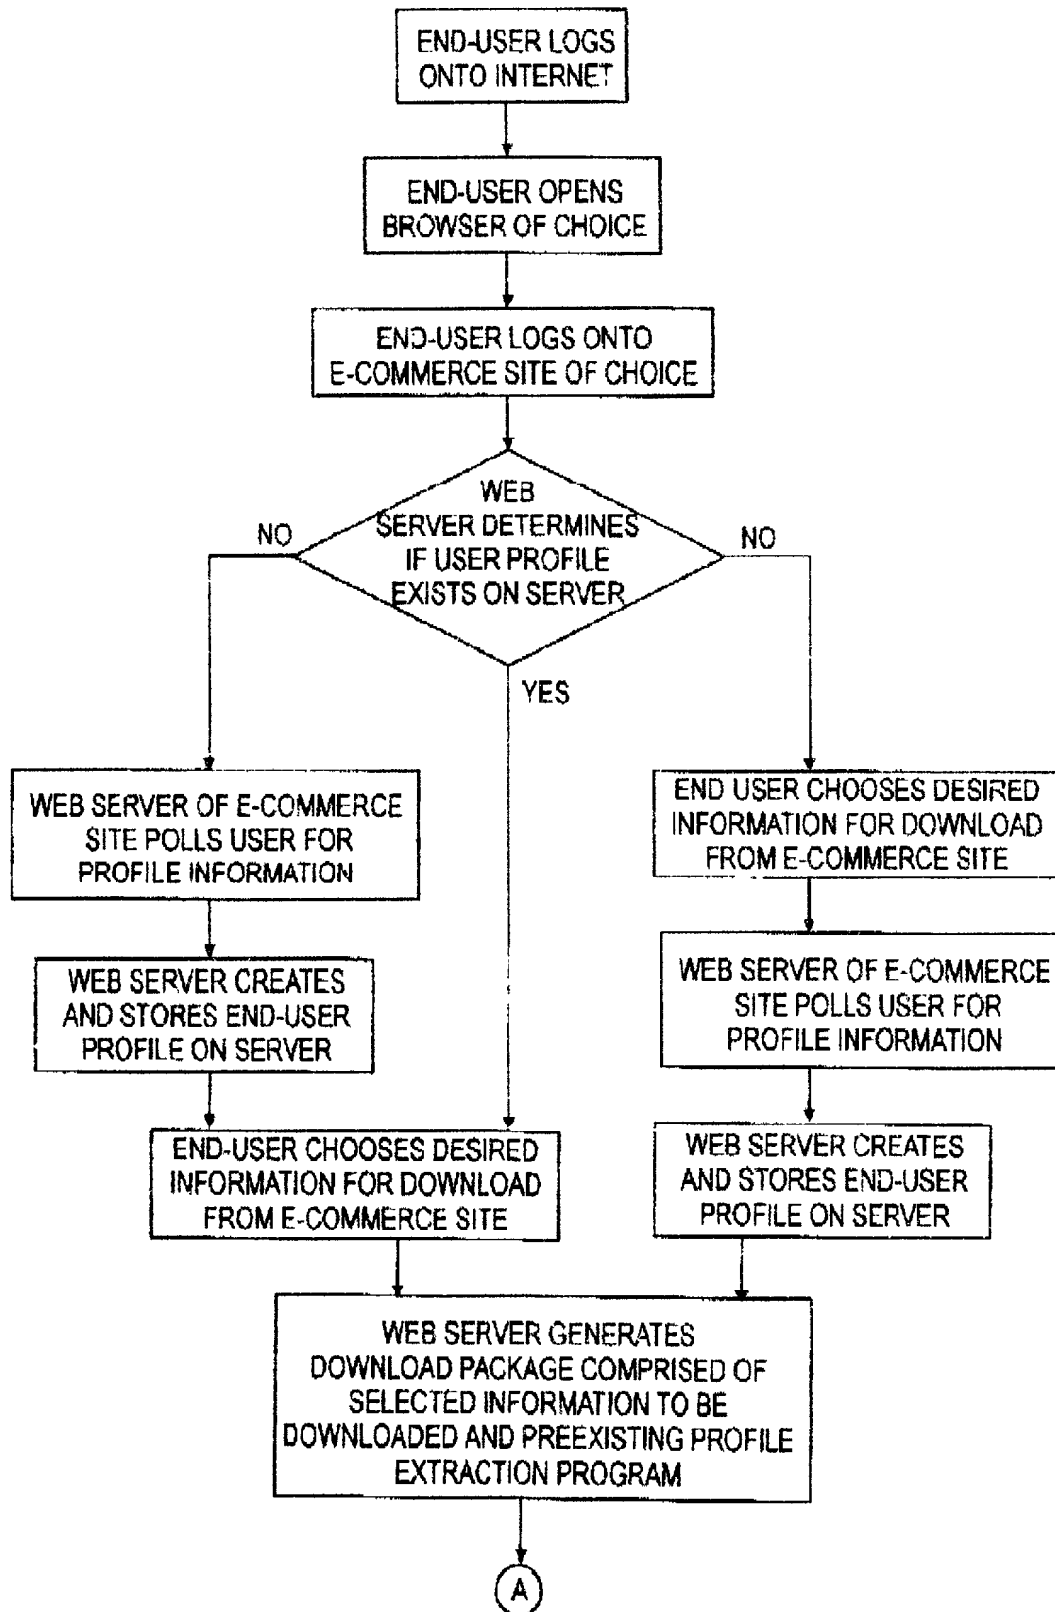 END-USER LOGS
ONTO INTERNET
END-USER OPENS
BROWSER OF CHOICE
END-USER LOGS ONTO
E-COMMERCE SITE OF CHOICE
WEB
SERVER DETERMINES
IF USER PROFILE
EXISTS ON SERVER
NO
NO
YES
WEB SERVER OF E-COMMERCE
SITE POLLS USER FOR
PROFILE INFORMATION
WEB SERVER CREATES
AND STORES END-USER
PROFILE ON SERVER
END-USER CHOOSES DESIRED
INFORMATION FOR DOWNLOAD
FROM E-COMMERCE SITE
END USER CHOOSES DESIRED
INFORMATION FOR DOWNLOAD
FROM E-COMMERCE SITE
WEB SERVER OF E-COMMERCE
SITE POLLS USER FOR
PROFILE INFORMATION
WEB SERVER CREATES
AND STORES END-USER
PROFILE ON SERVER
WEB SERVER GENERATES
DOWNLOAD PACKAGE COMPRISED OF
SELECTED INFORMATION TO BE
DOWNLOADED AND PREEXISTING PROFILE
EXTRACTION PROGRAM
A